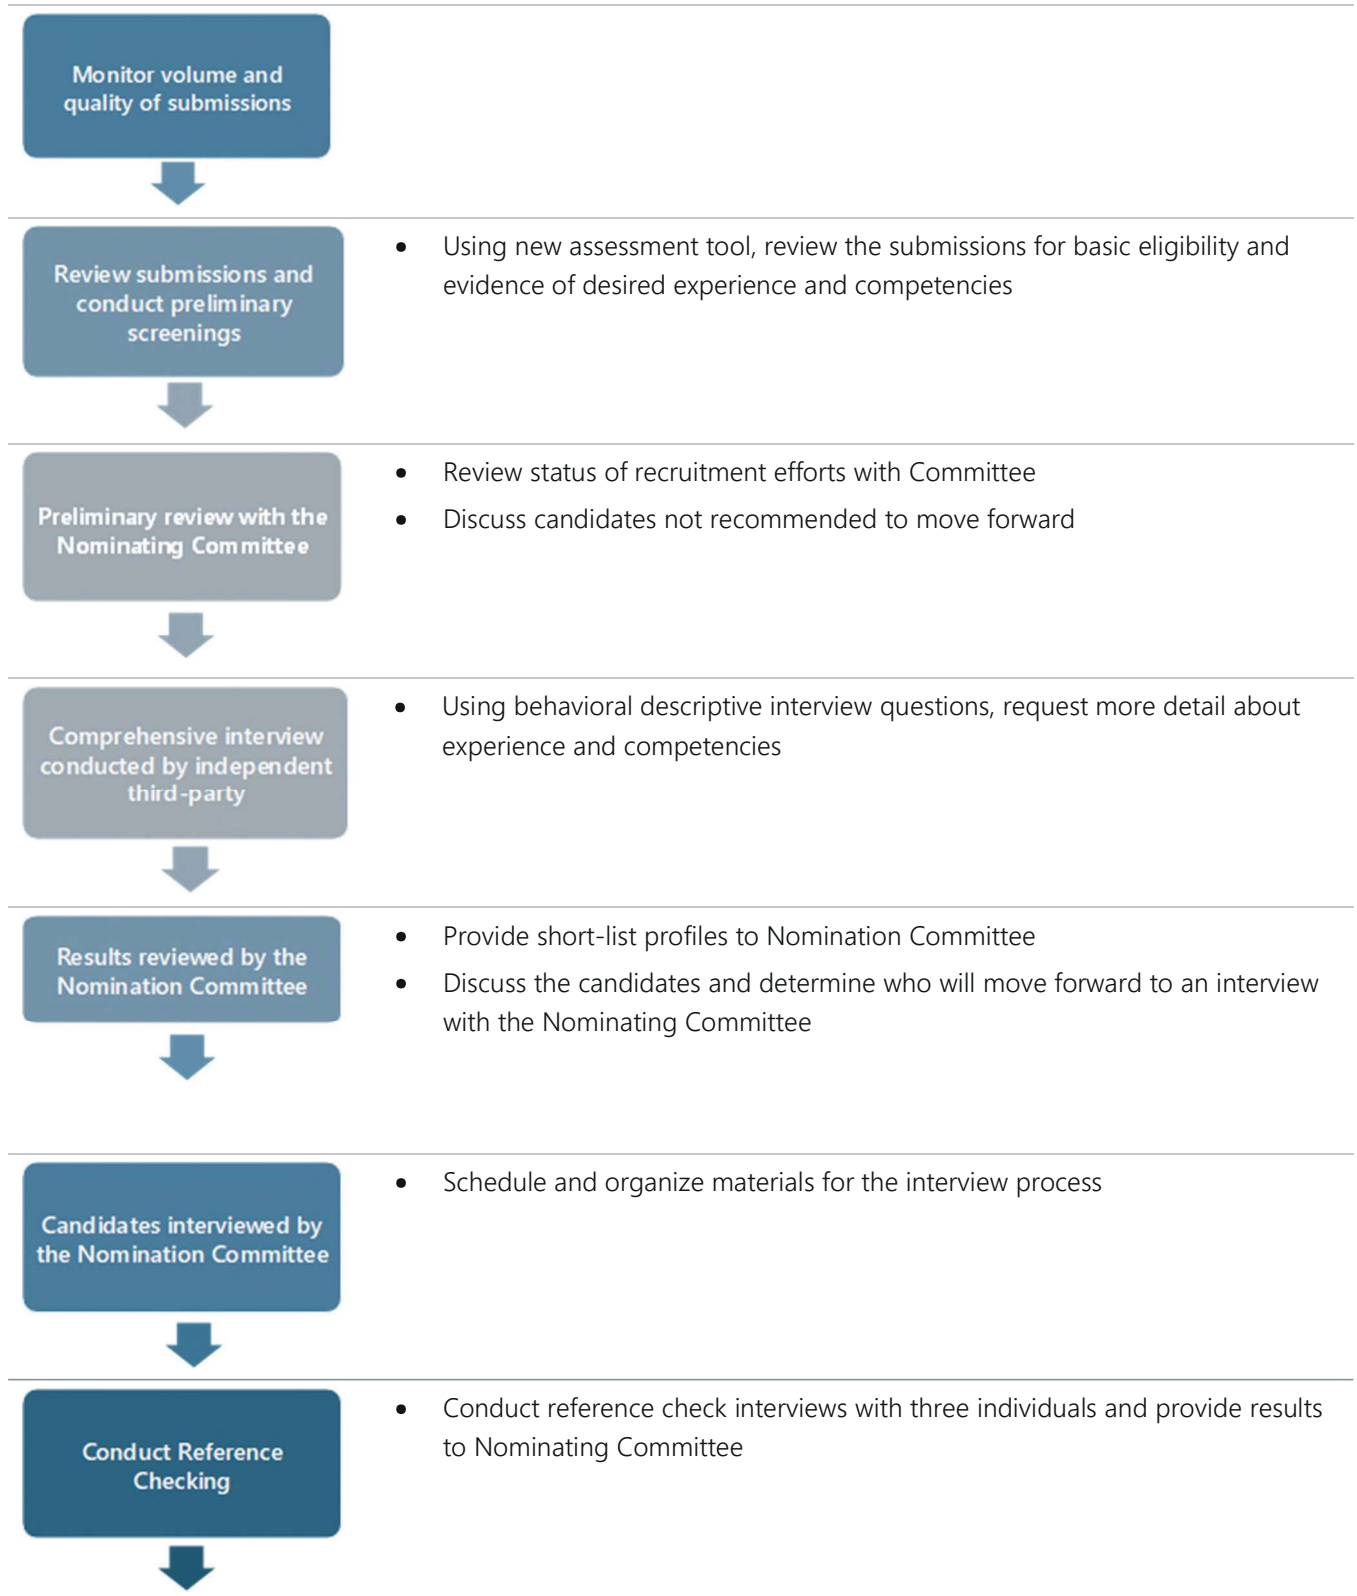 Monitor volume and
quality of submissions
Review submissions and
conduct preliminary
screenings
• Using new assessment tool, review the submissions for basic eligibility and
evidence of desired experience and competencies
Preliminary review with the
Nominating Committee
• Review status of recruitment efforts with Committee
• Discuss candidates not recommended to move forward
Comprehensive interview
conducted by independent
third-party
• Using behavioral descriptive interview questions, request more detail about
experience and competencies
Results reviewed by the
Nomination Committee
• Provide short-list profiles to Nomination Committee
• Discuss the candidates and determine who will move forward to an interview
with the Nominating Committee
Candidates interviewed by
the Nomination Committee
• Schedule and organize materials for the interview process
Conduct Reference
Checking
• Conduct reference check interviews with three individuals and provide results
to Nominating Committee